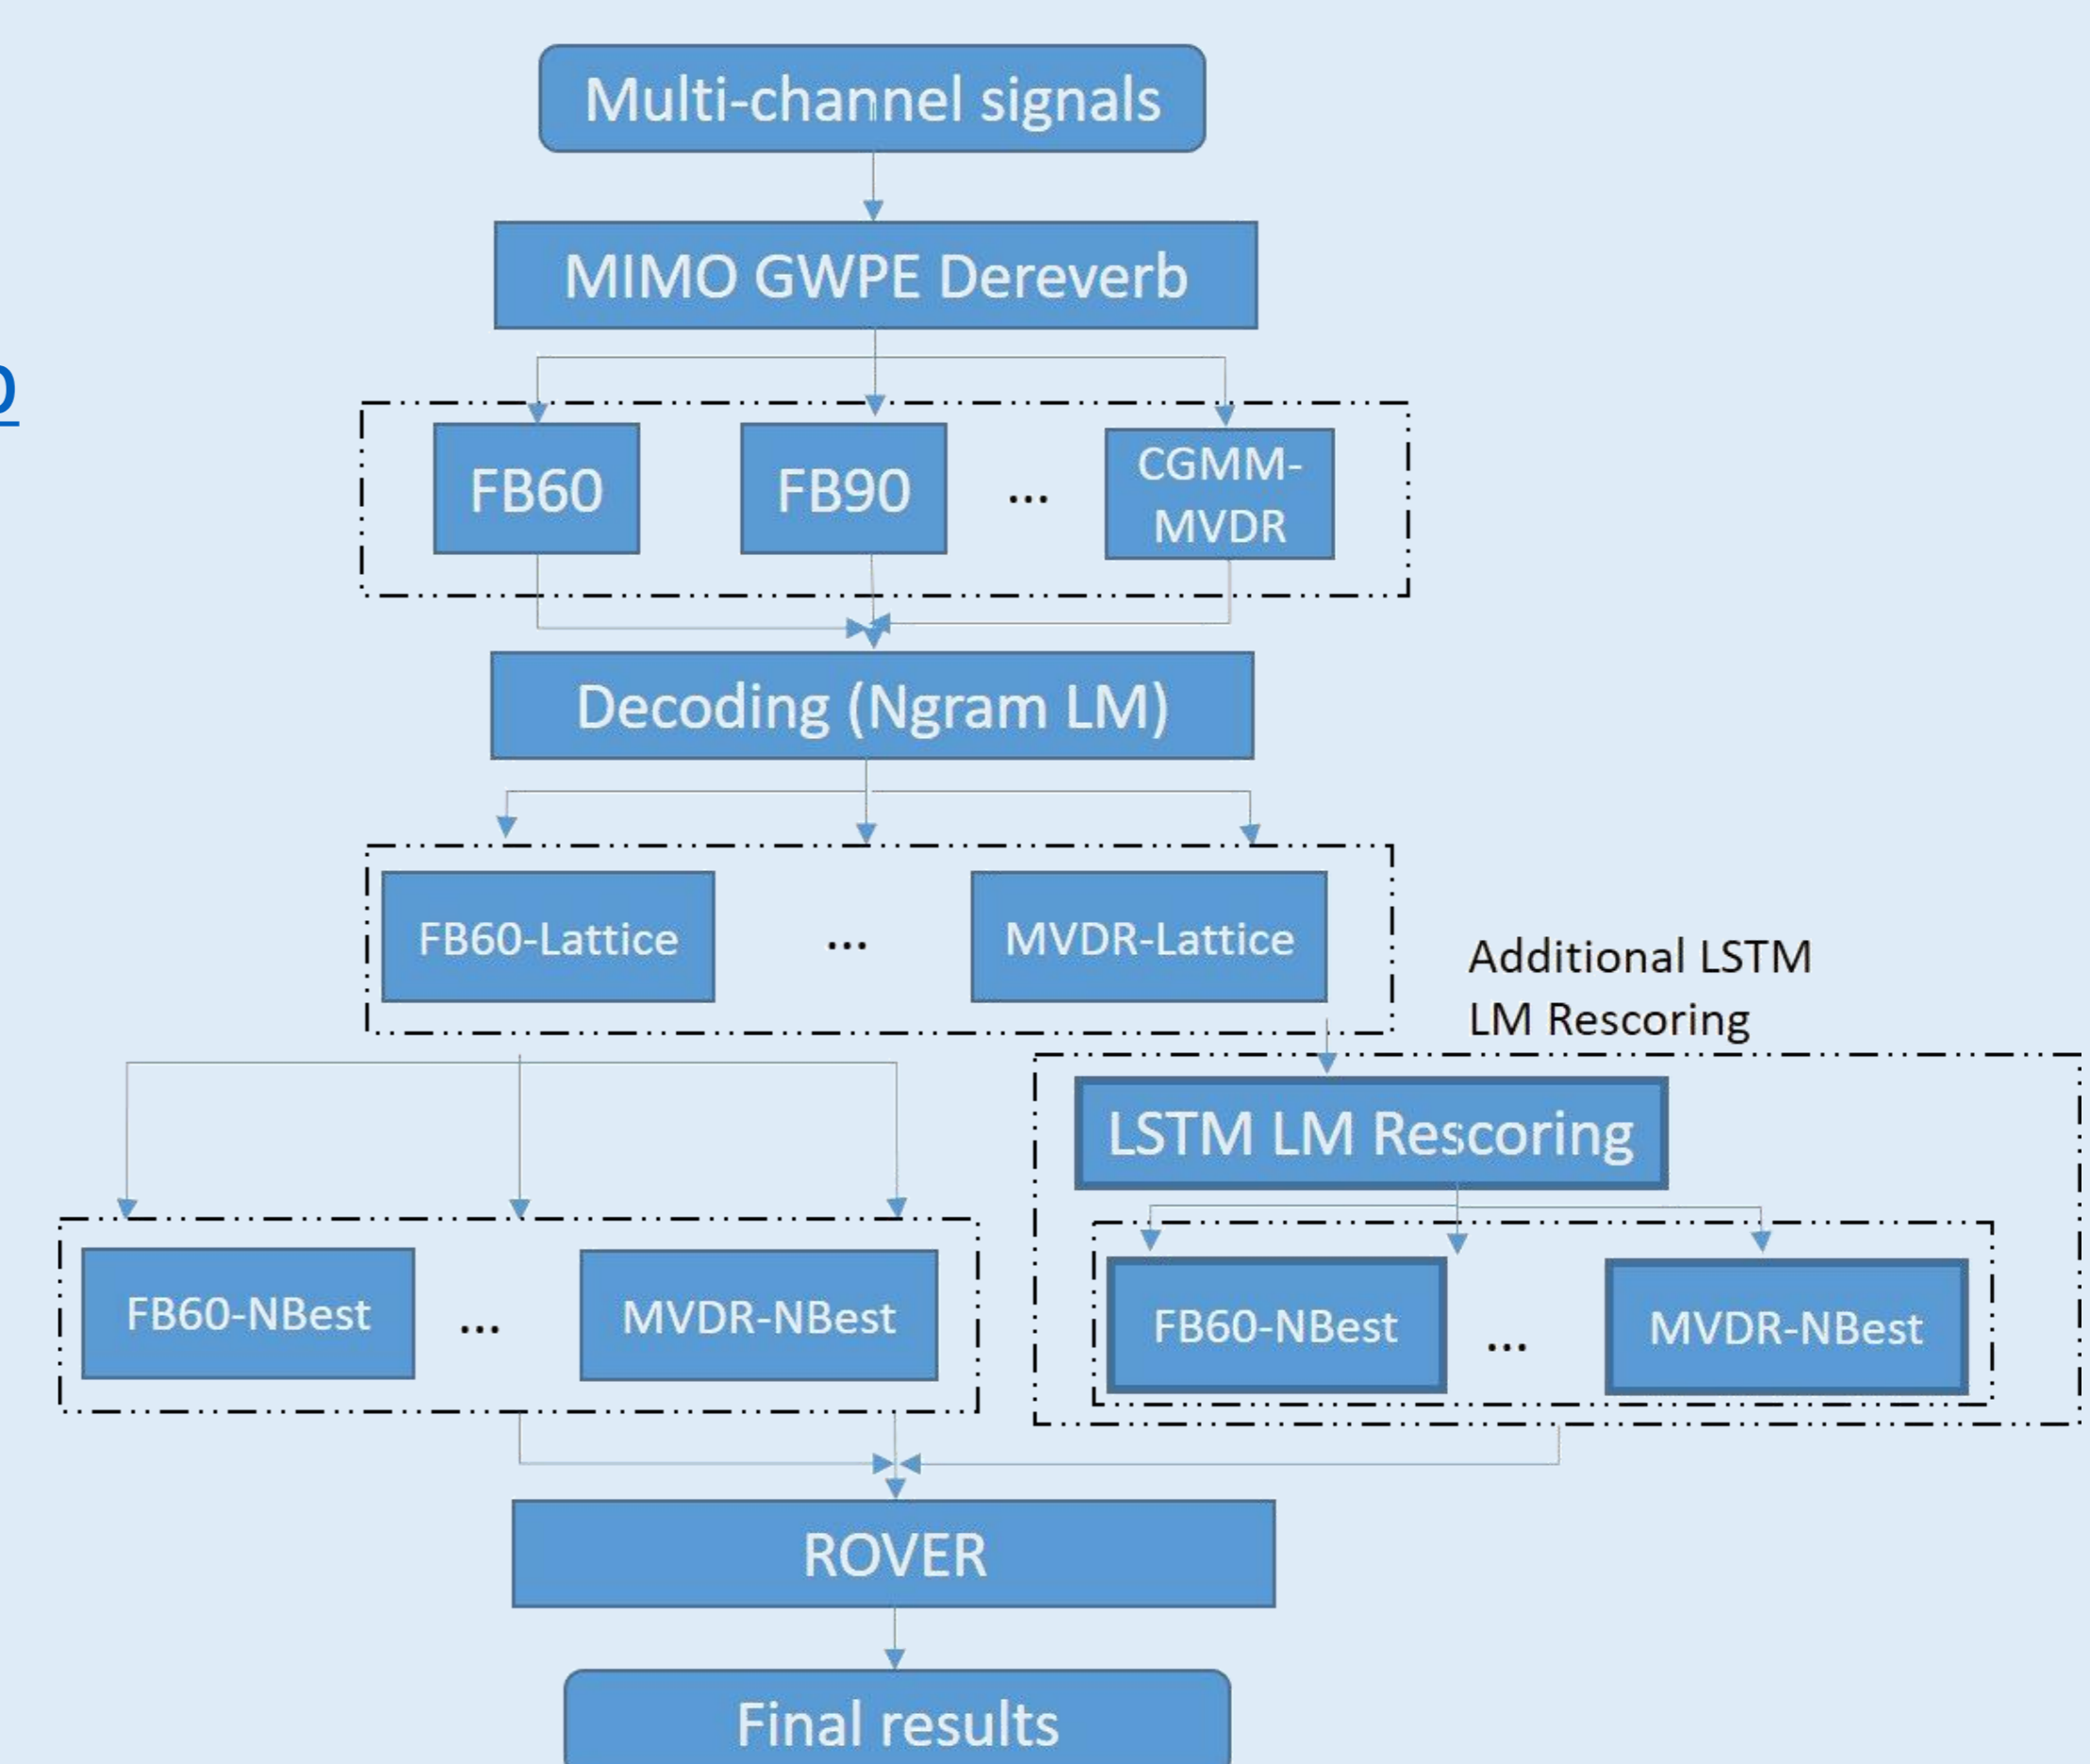 Multi-channel signals
MIMO GWPE Dereverb
FB60
FB90
...
CGMM-
MVDR
Decoding (Ngram LM)
FB60-Lattice
...
MVDR-Lattice
Additional LSTM
LM Rescoring
LSTM LM Rescoring
FB60-NBest
...
MVDR-NBest
FB60-NBest
...
MVDR-NBest
ROVER
Final results